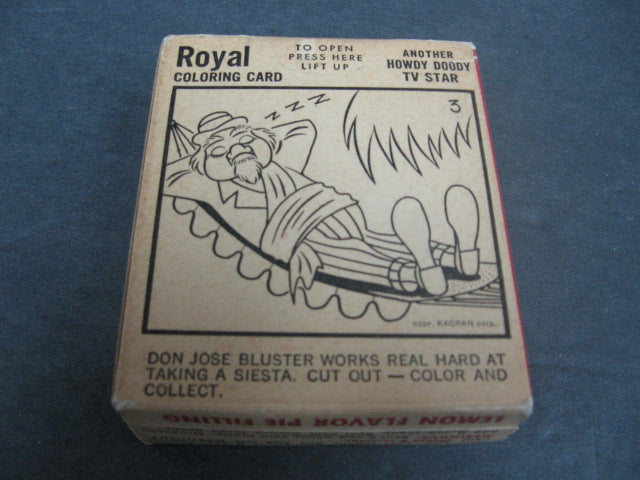 Royal
COLORING CARD
TO OPEN
PRESS HERE
LIFT UP
ANOTHER
HOWDY DOODY
TV STAR
Z Z Z Z
3
copr. KAGRAN corp.
DON JOSE BLUSTER WORKS REAL HARD AT
TAKING A SIESTA. CUT OUT — COLOR AND
COLLECT.
LEMON FLAVOR PIE FILLING